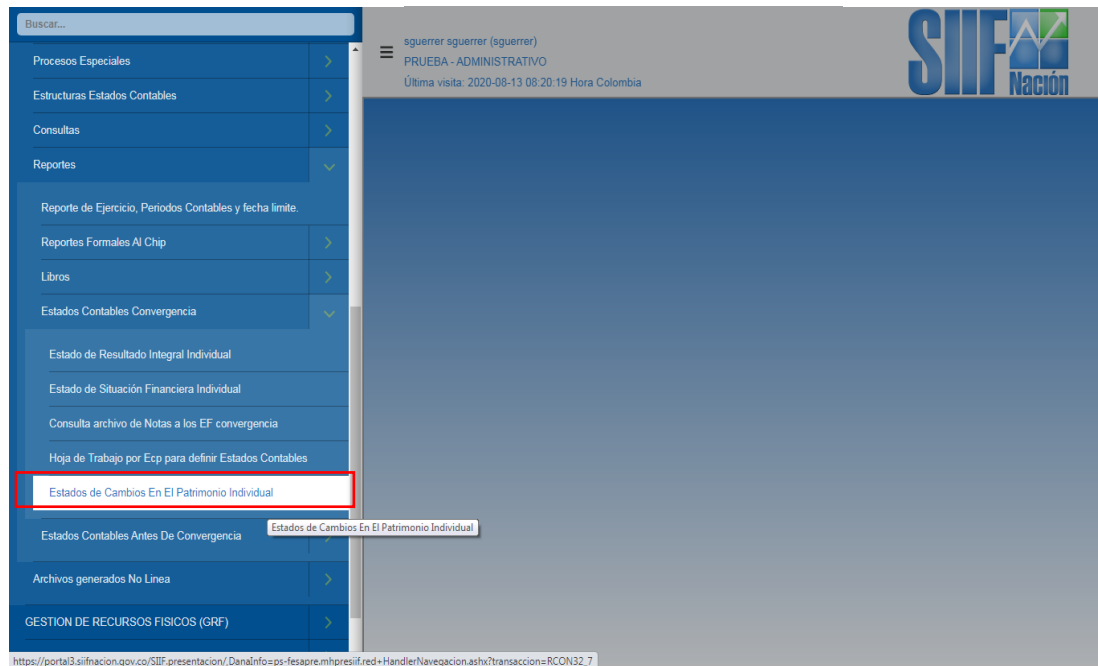 Buscar...
Procesos Especiales
Estructuras Estados Contables
Consultas
Reportes
Reporte de Ejercicio, Periodos Contables y fecha limite.
Reportes Formales Al Chip
Libros
Estados Contables Convergencia
Estado de Resultado Integral Individual
Estado de Situación Financiera Individual
Consulta archivo de Notas a los EF convergencia
Hoja de Trabajo por Ecp para definir Estados Contables
Estados de Cambios En El Patrimonio Individual
Estados de Cambios En El Patrimonio Individual
Estados Contables Antes De Convergencia
Archivos generados No Linea
GESTION DE RECURSOS FISICOS (GRF)
https://portal3.siifnacion.gov.co/SIIF.presentacion/,DanaInfo=ps-fesapre.mhpresiif.red+HandlerNavegacion.ashx?transaccion=RCON32_7
sguerrer sguerrer (sguerrer)
PRUEBA - ADMINISTRATIVO
Última visita: 2020-08-13 08:20:19 Hora Colombia
SIIF
Nación